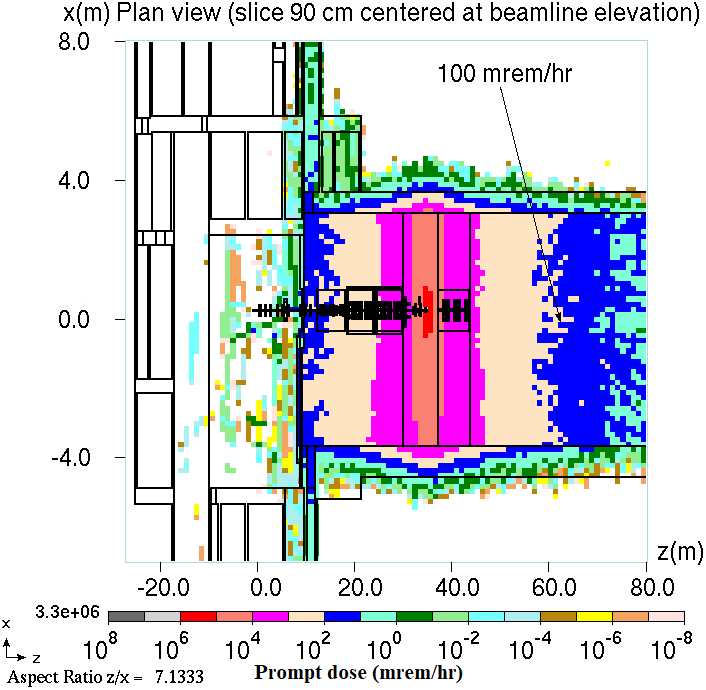 x(m) Plan view (slice 90 cm centered at beamline elevation)
8.0
100 mrem/hr
4.0
0.0
-4.0
z(m)
-20.0 0.0 20.0 40.0 60.0 80.0
3.3e+06
10^8 10^6 10^4 10^2 10^0 10^-2 10^-4 10^-6 10^-8
x
z
Aspect Ratio z/x = 7.1333
Prompt dose (mrem/hr)